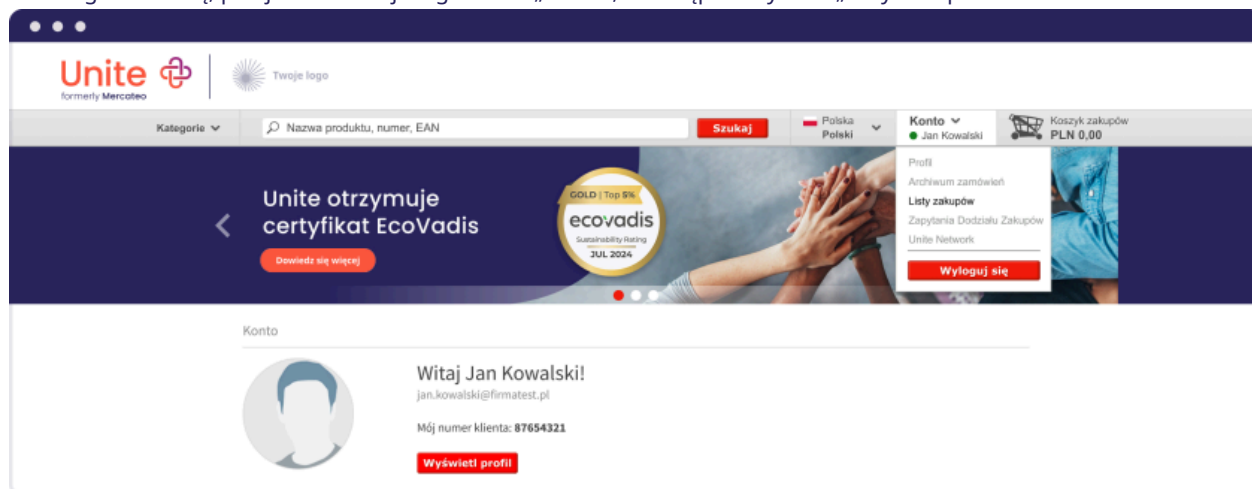 Unite
formerly Mercateo
Twoje logo
Kategorie
Nazwa produktu, numer, EAN
Szukaj
Polska
Polski
Konto
Jan Kowalski
Koszyk zakupów
PLN 0,00
Profil
Archiwum zamówień
Listy zakupów
Zapytania Dodziału Zakupów
Unite Network
Wyloguj się
Unite otrzymuje
certyfikat EcoVadis
Dowiedz się więcej
GOLD | Top 5%
ecovadis
Sustainability Rating
JUL 2024
Konto
Witaj Jan Kowalski!
jan.kowalski@firmatest.pl
Mój numer klienta: 87654321
Wyświetl profil